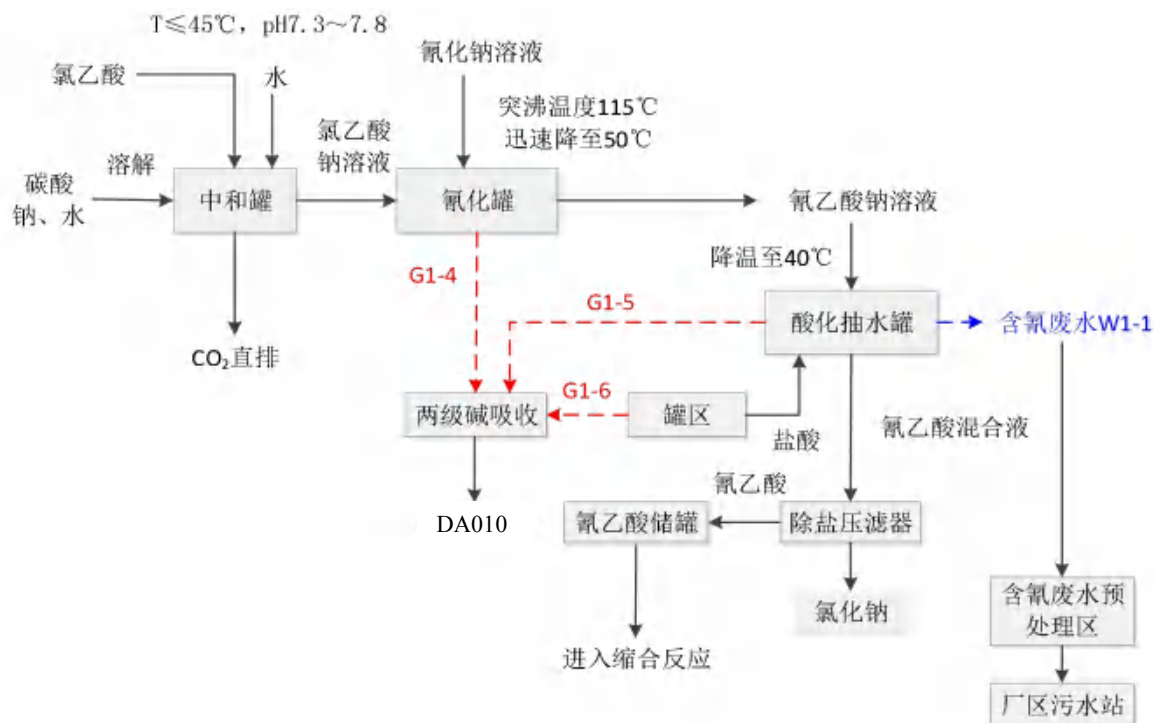 T≤45℃，pH7.3～7.8
氯乙酸
水
氰化钠溶液
突沸温度115℃
迅速降至50℃
溶解
氯乙酸
钠溶液
碳酸
钠、水
中和罐
氰化罐
氰乙酸钠溶液
G1-4
降温至40℃
G1-5
酸化抽水罐
含氰废水W1-1
CO₂直排
G1-6
两级碱吸收
罐区
盐酸
氰乙酸混合液
氰乙酸
DA010
氰乙酸储罐
除盐压滤器
氯化钠
含氰废水预
处理区
进入缩合反应
厂区污水站